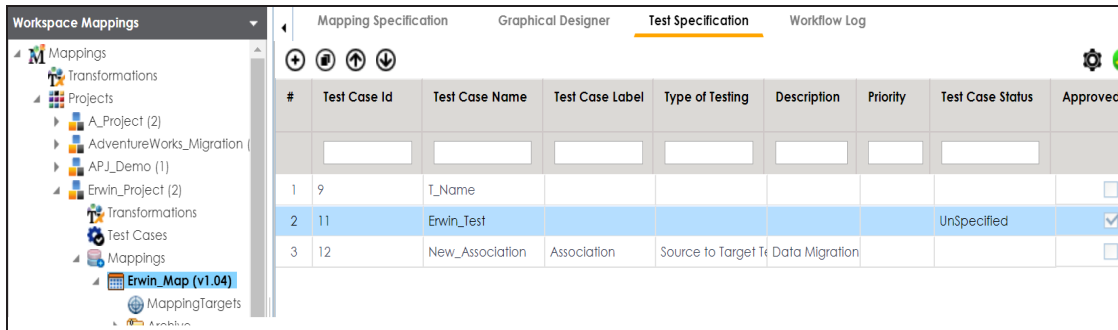 Workspace Mappings
Mappings
Transformations
Projects
A_Project (2)
AdventureWorks_Migration (
APJ_Demo (1)
Erwin_Project (2)
Transformations
Test Cases
Mappings
Erwin_Map (v1.04)
MappingTargets
Archive
Mapping Specification Graphical Designer Test Specification Workflow Log
# Test Case Id Test Case Name Test Case Label Type of Testing Description Priority Test Case Status Approved
1 9 T_Name
2 11 Erwin_Test UnSpecified
3 12 New_Association Association Source to Target Te Data Migration